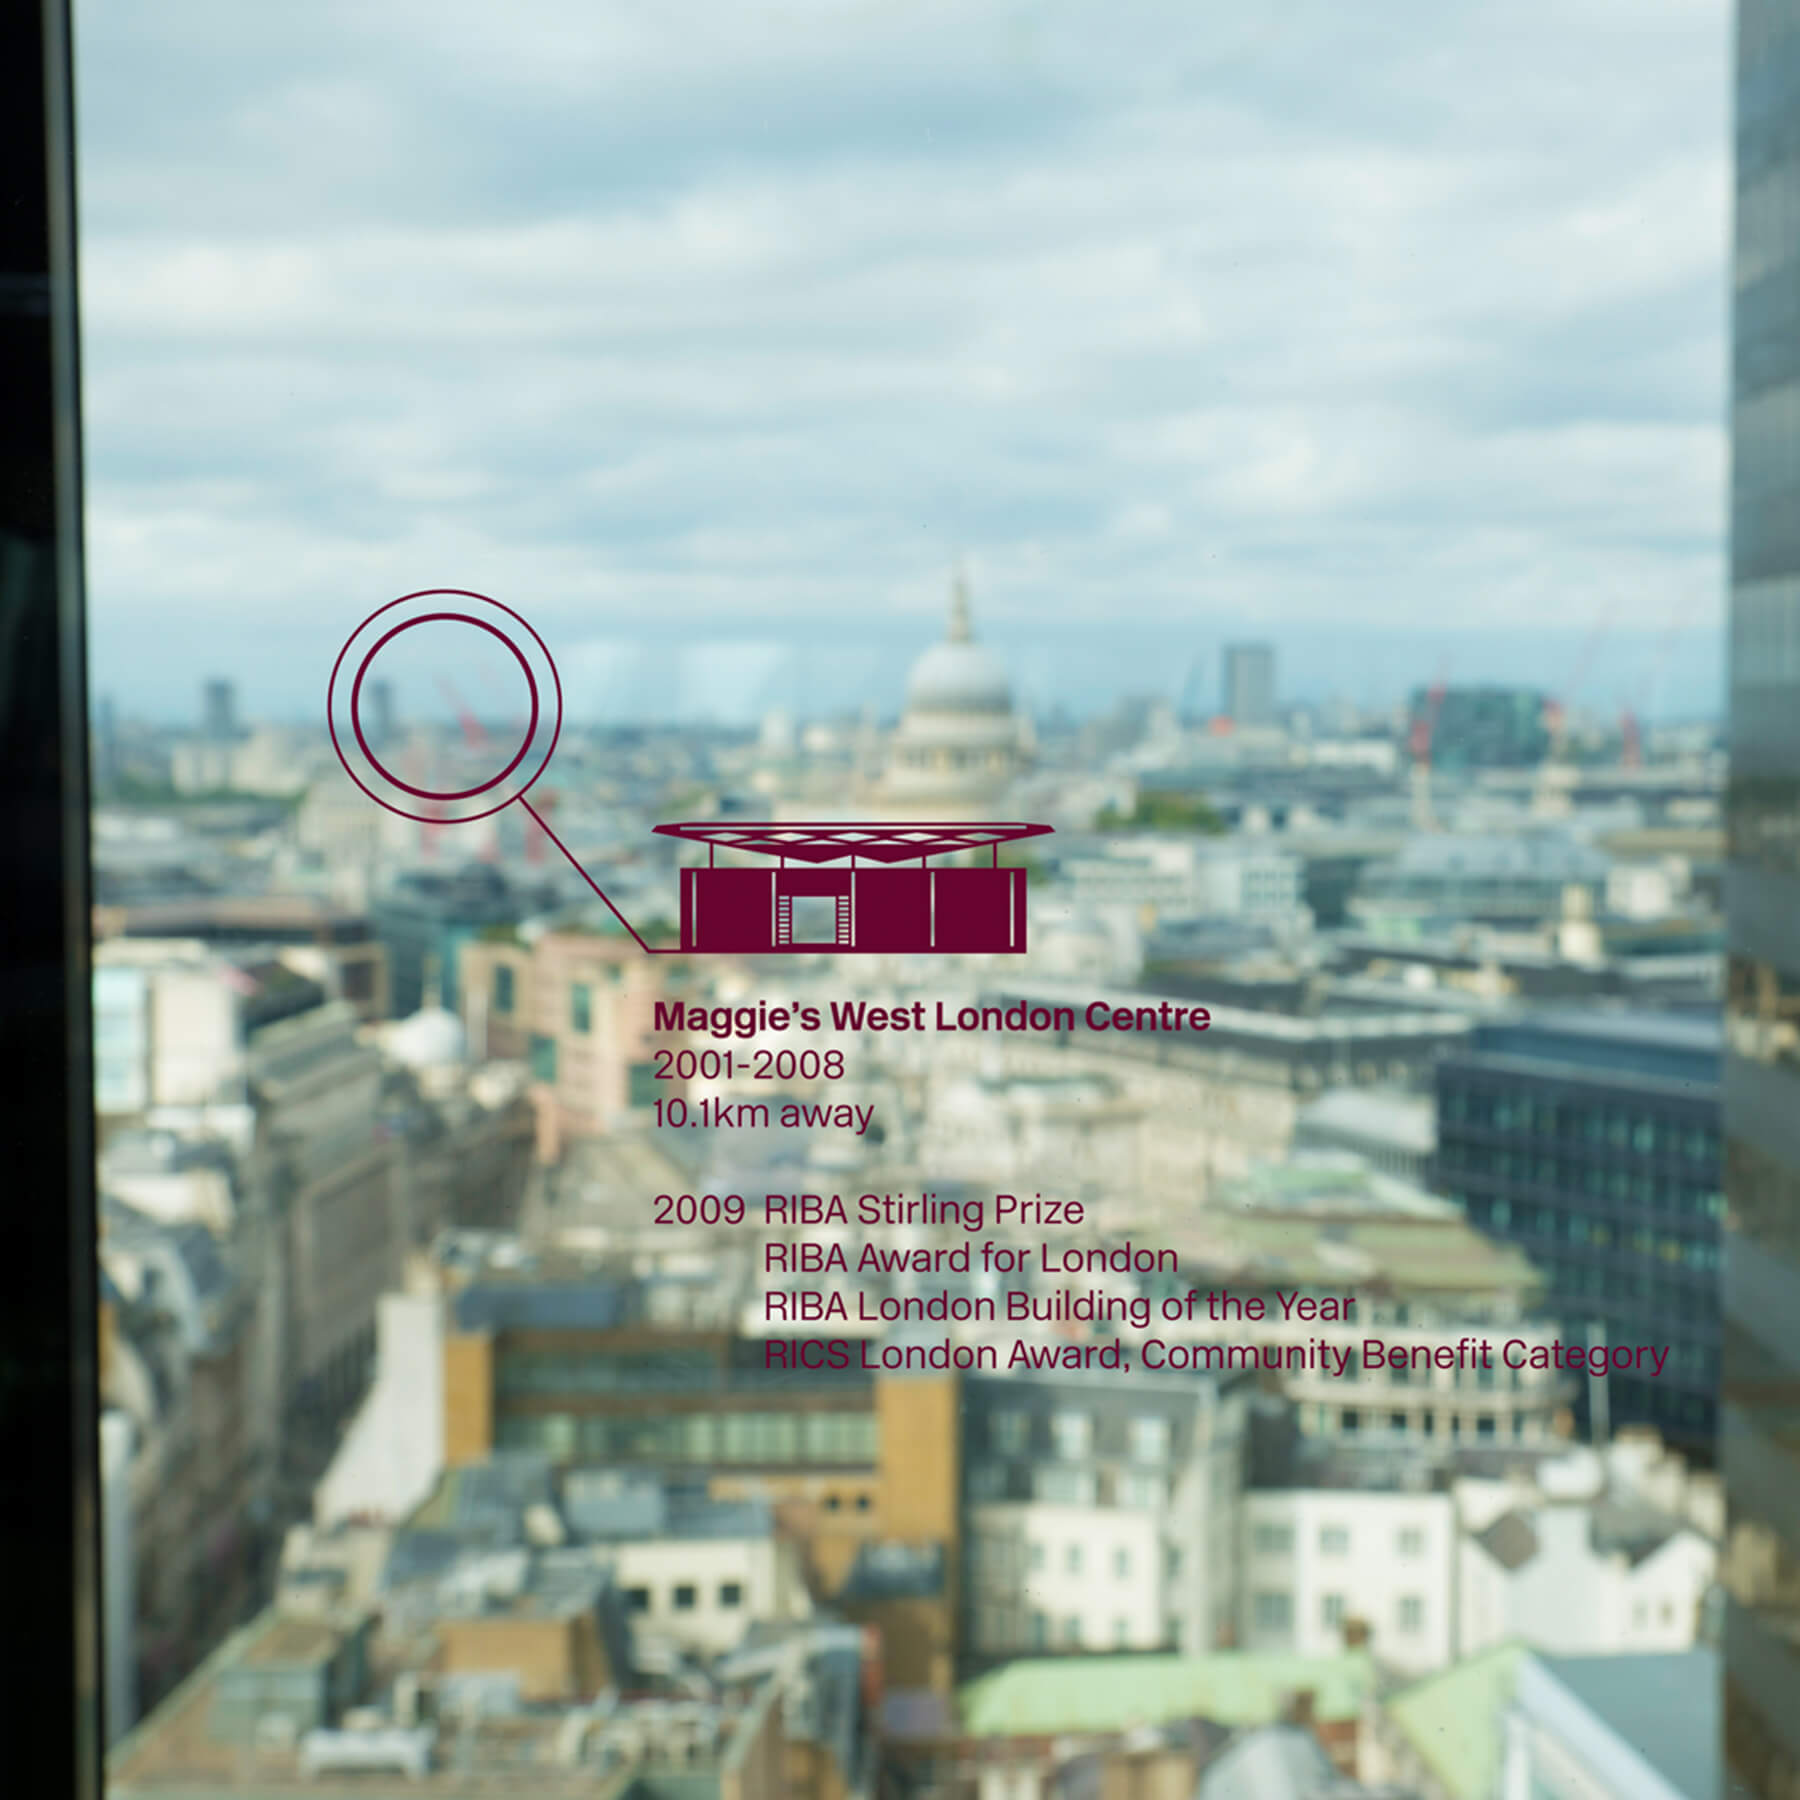 Maggie’s West London Centre
2001-2008
10.1km away
2009 RIBA Stirling Prize
RIBA Award for London
RIBA London Building of the Year
RICS London Award, Community Benefit Category